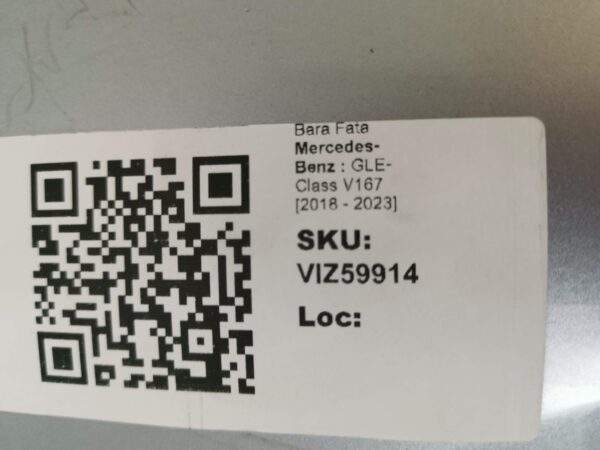 Bara Fata
Mercedes-
Benz : GLE-
Class V167
[2018 - 2023]
SKU:
VIZ59914
Loc: